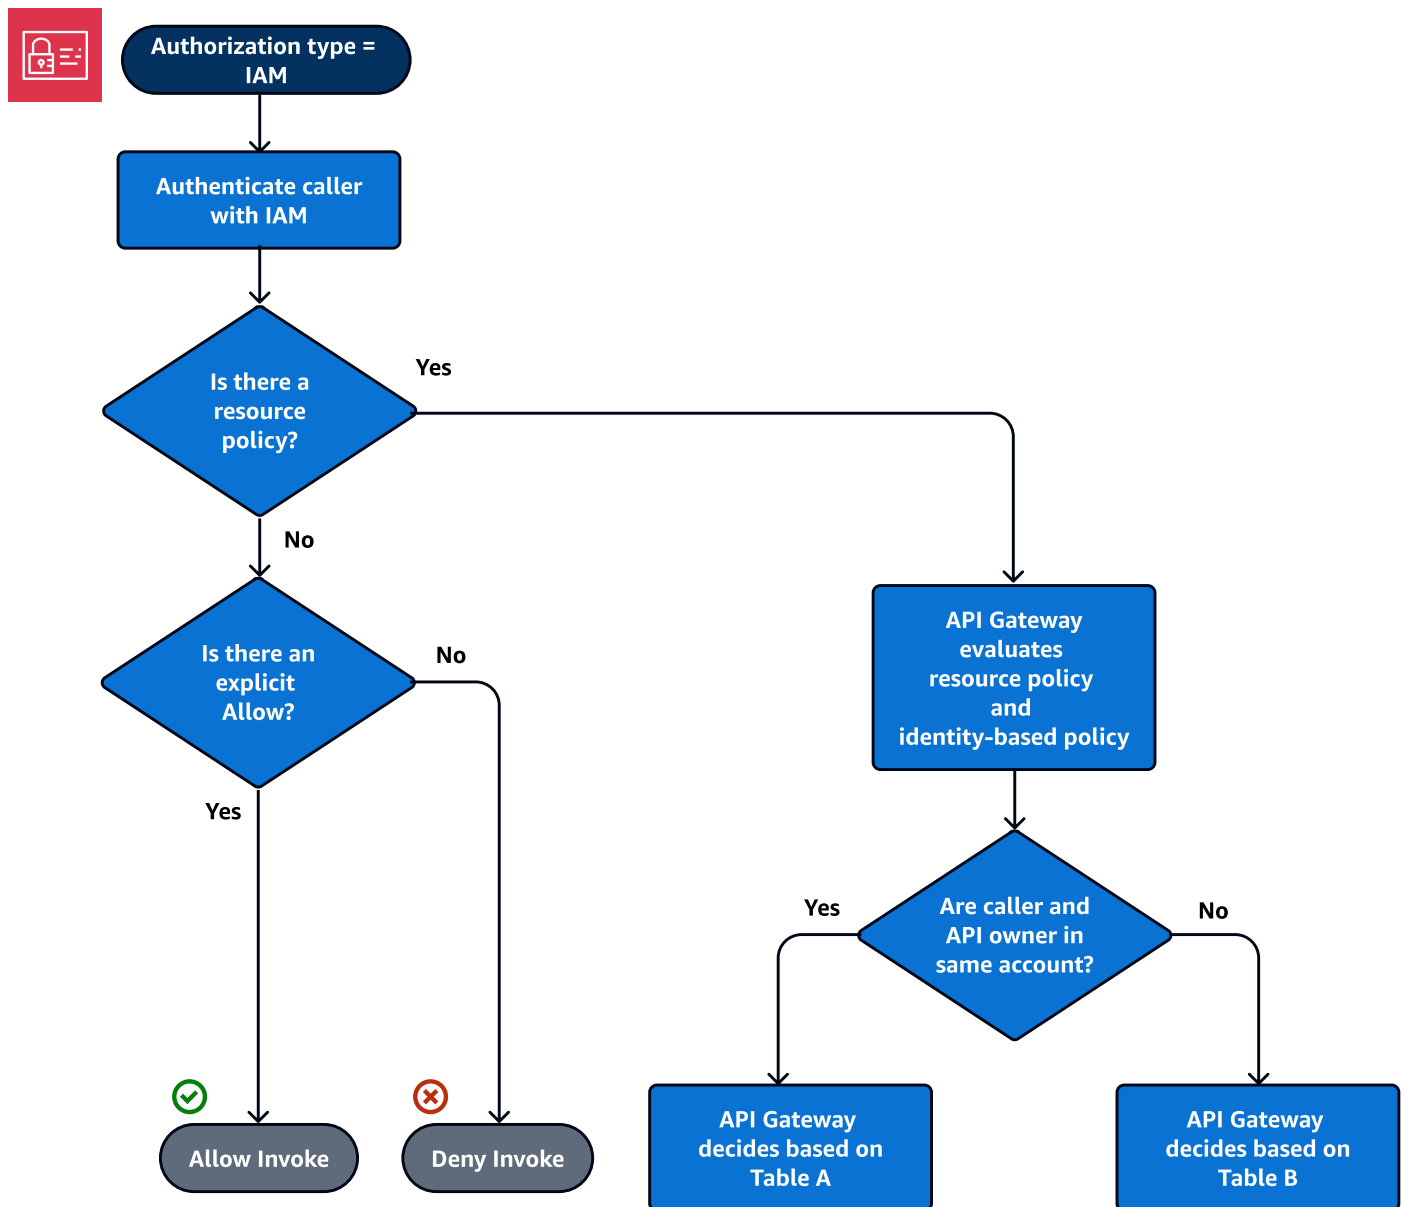 Authorization type =
IAM
Authenticate caller
with IAM
Is there a
resource
policy?
Yes
No
Is there an
explicit
Allow?
No
Yes
Allow Invoke
Deny Invoke
API Gateway
evaluates
resource policy
and
identity-based policy
Are caller and
API owner in
same account?
Yes
No
API Gateway
decides based on
Table A
API Gateway
decides based on
Table B